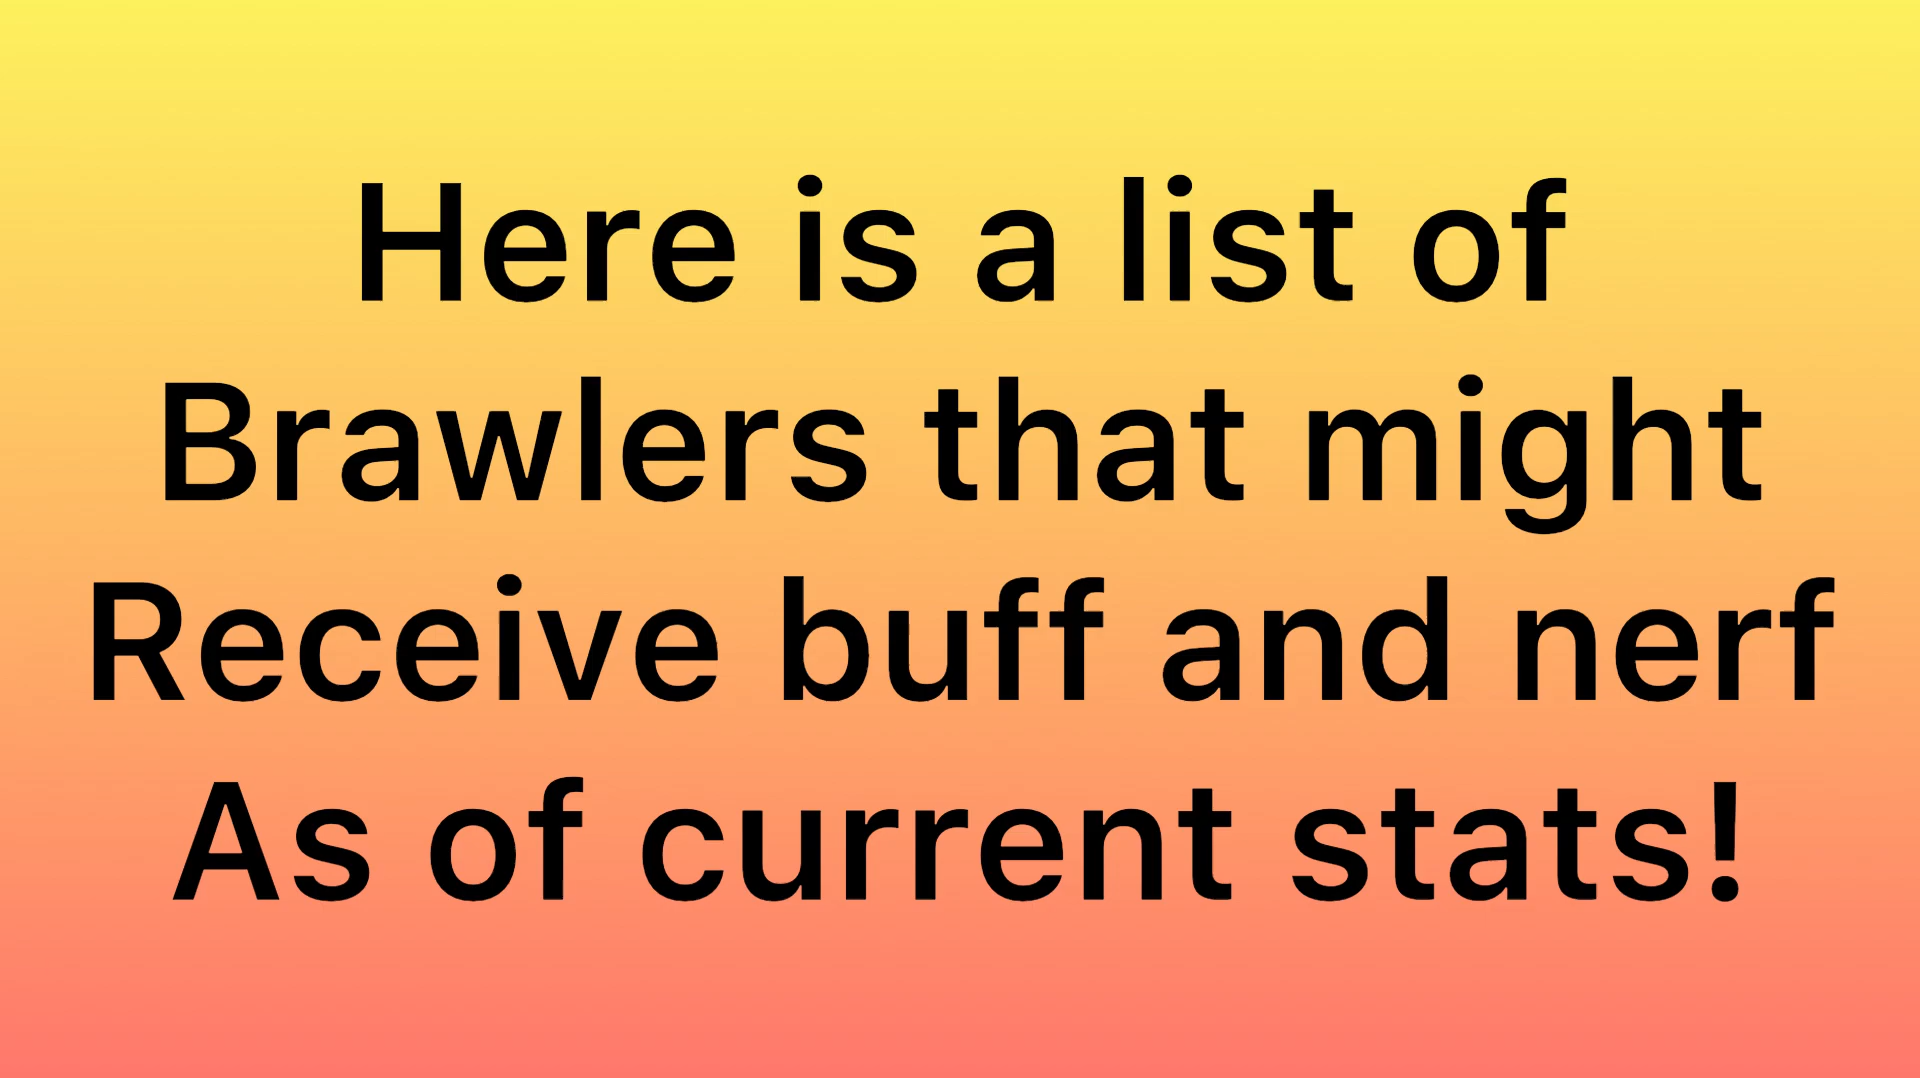 Here is a list of
Brawlers that might
Receive buff and nerf
As of current stats!